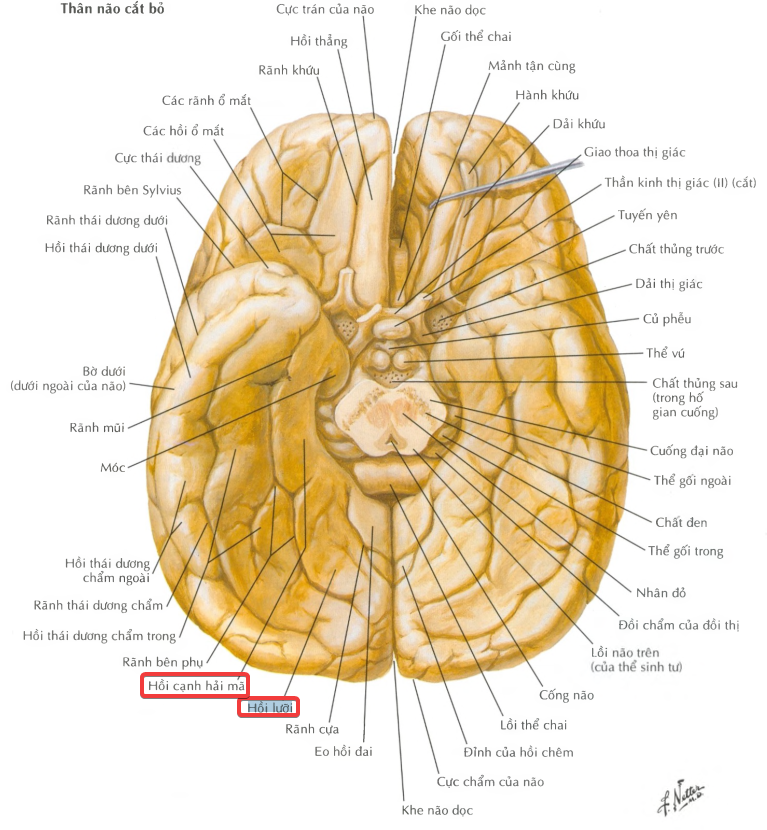 Thân não cắt bỏ
Cực trán của não
Khe não dọc
Hồi thẳng
Gối thể chai
Rãnh khứu
Mảnh tận cùng
Các rãnh ổ mắt
Hành khứu
Các hồi ổ mắt
Dải khứu
Cực thái dương
Giao thoa thị giác
Rãnh bên Sylvius
Thần kinh thị giác (II) (cắt)
Rãnh thái dương dưới
Tuyến yên
Hồi thái dương dưới
Chất thủng trước
Dải thị giác
Củ phễu
Thể vú
Bờ dưới
(dưới ngoài của não)
Chất thủng sau
(trong hố
gian cuống)
Rãnh mũi
Cuống đại não
Móc
Thể gối ngoài
Chất đen
Thể gối trong
Hồi thái dương
chẩm ngoài
Nhân đỏ
Rãnh thái dương chẩm
Đồi chẩm của đồi thị
Hồi thái dương chẩm trong
Lồi não trên
(của thể sinh tư)
Rãnh bên phụ
Hồi cạnh hải mã
Cống não
Hồi lưỡi
Lồi thể chai
Rãnh cựa
Eo hồi đai
Đỉnh của hồi chêm
Cực chẩm của não
Khe não dọc
F. Netter
M.D.